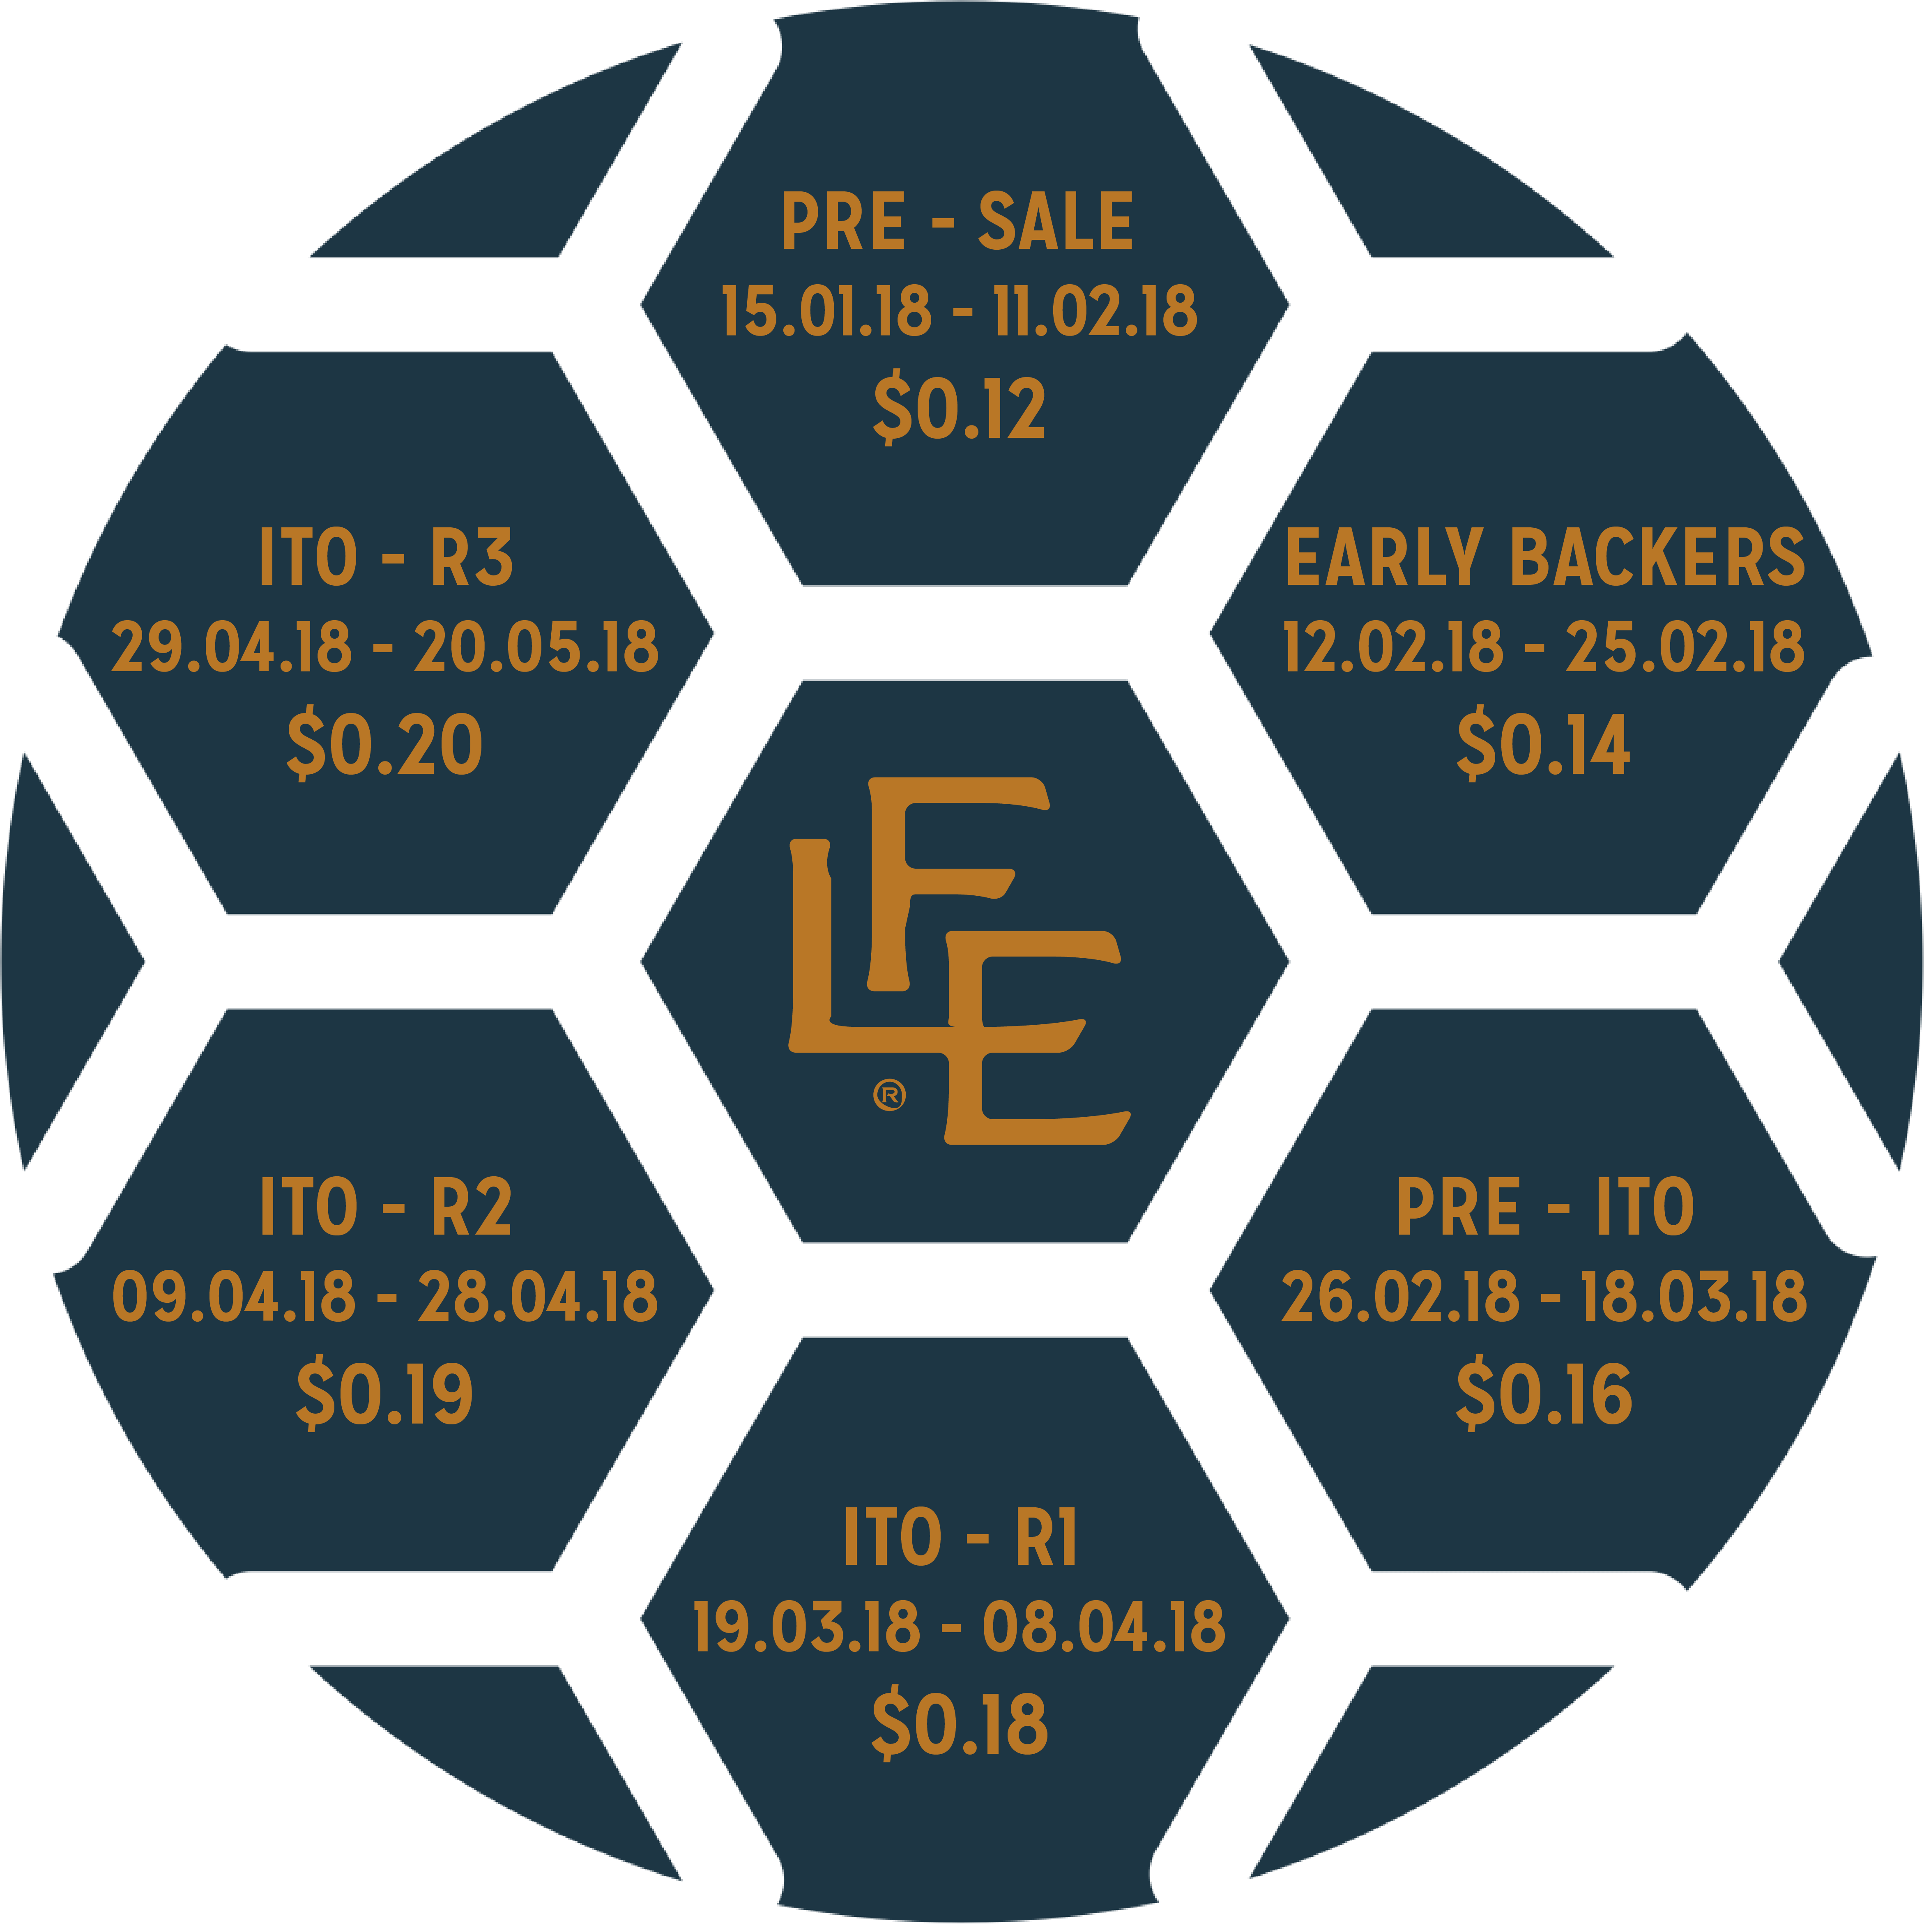 PRE - SALE
15.01.18 - 11.02.18
$0.12
EARLY BACKERS
12.02.18 - 25.02.18
$0.14
PRE - ITO
26.02.18 - 18.03.18
$0.16
ITO - R1
19.03.18 - 08.04.18
$0.18
ITO - R2
09.04.18 - 28.04.18
$0.19
ITO - R3
29.04.18 - 20.05.18
$0.20
LFE
®